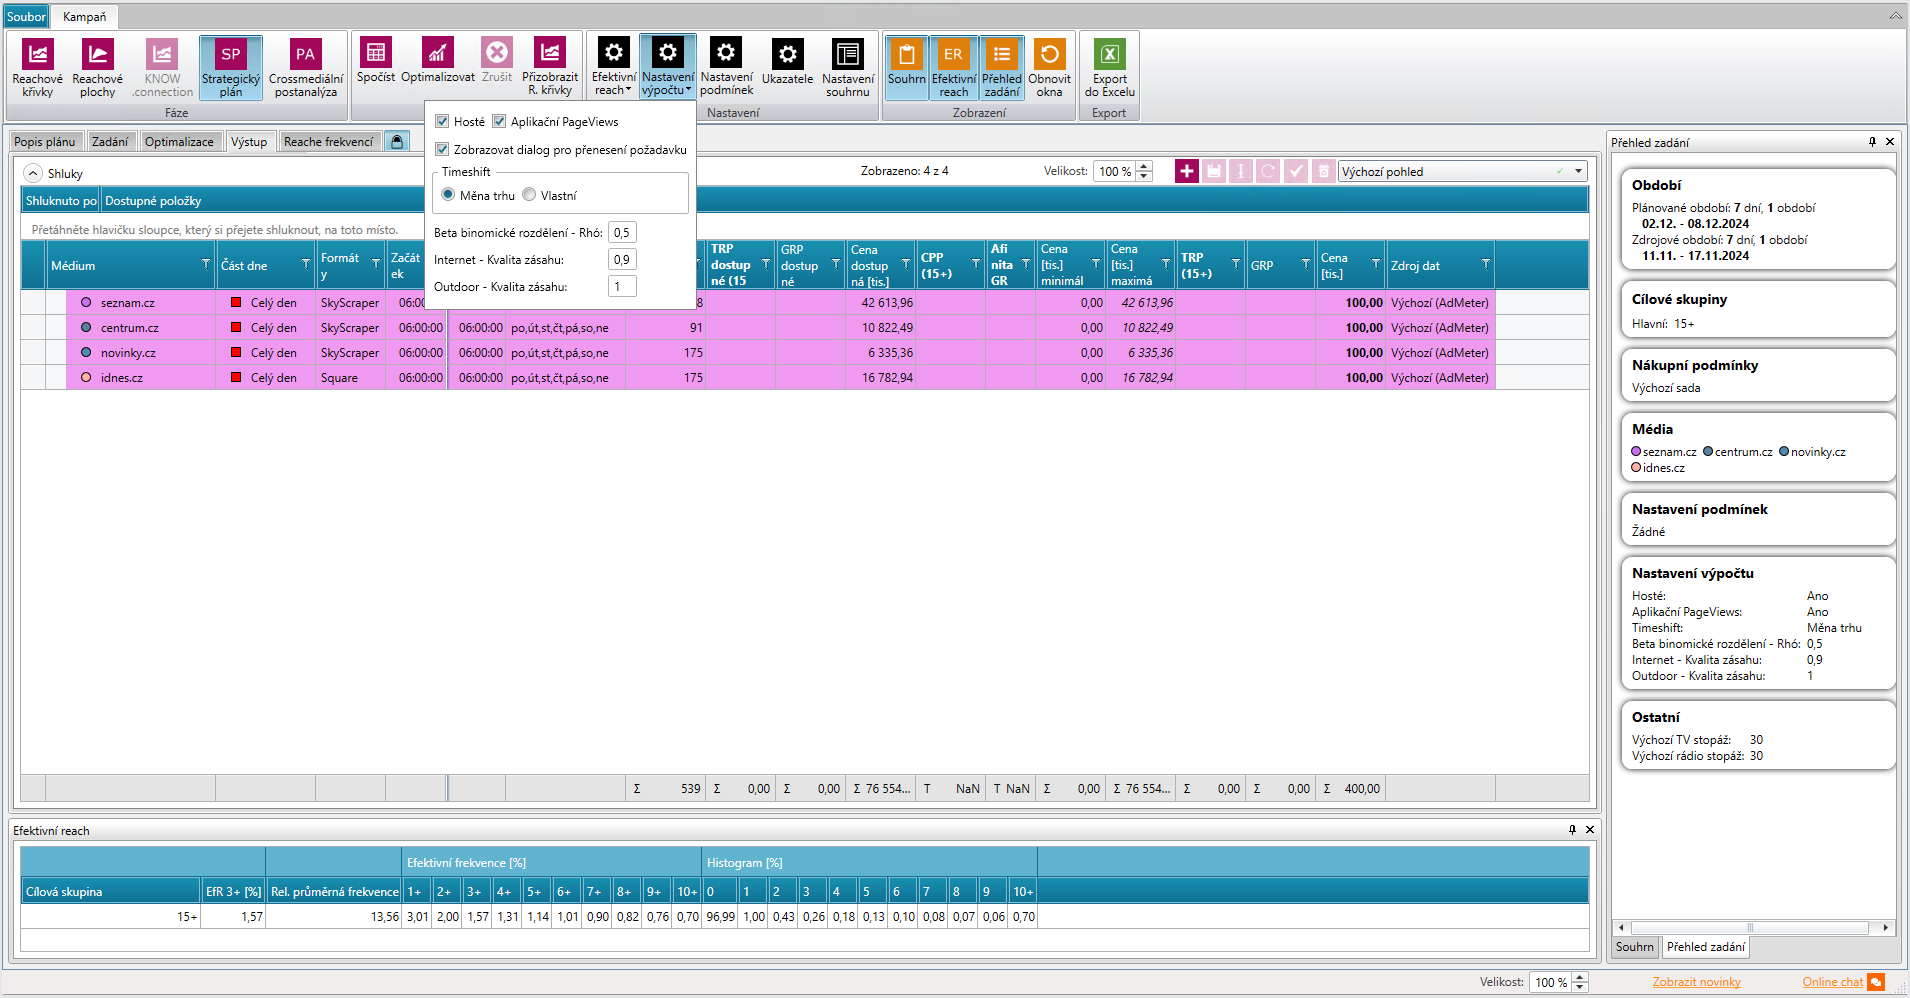 Soubor
Kampaň
Reachové křivky
Reachové plochy
KNOW .connection
SP Strategický plán
PA Crossmediální postanalýza
Fáze
Spočíst
Optimalizovat
Zrušit
Přizobrazit R. křivky
Efektivní reach
Nastavení výpočtu
Nastavení podmínek
Ukazatele
Nastavení souhrnu
Nastavení
Souhrn
ER Efektivní reach
Přehled zadání
Obnovit okna
Zobrazení
Export do Excelu
Export
Hosté Aplikační PageViews
Zobrazovat dialog pro přenesení požadavku
Timeshift
Měna trhu Vlastní
Beta binomické rozdělení - Rhó: 0,5
Internet - Kvalita zásahu: 0,9
Outdoor - Kvalita zásahu: 1
Popis plánu Zadání Optimalizace Výstup Reache frekvencí
Shluky
Zobrazeno: 4 z 4
Velikost: 100 %
Výchozí pohled
Shluknuto po Dostupné položky
Přetáhněte hlavičku sloupce, který si přejete shluknout, na toto místo.
Médium Část dne Formát y Začát ek TRP dostup né (15 GRP dostup né Cena dostup ná [tis.] CPP (15+) Afi nita GR Cena [tis.] minimál Cena [tis.] maximá TRP (15+) GRP Cena [tis.] Zdroj dat
seznam.cz Celý den SkyScraper 06:00 8 42 613,96 0,00 42 613,96 100,00 Výchozí (AdMeter)
centrum.cz Celý den SkyScraper 06:00:00 06:00:00 po,út,st,čt,pá,so,ne 91 10 822,49 0,00 10 822,49 100,00 Výchozí (AdMeter)
novinky.cz Celý den SkyScraper 06:00:00 06:00:00 po,út,st,čt,pá,so,ne 175 6 335,36 0,00 6 335,36 100,00 Výchozí (AdMeter)
idnes.cz Celý den Square 06:00:00 06:00:00 po,út,st,čt,pá,so,ne 175 16 782,94 0,00 16 782,94 100,00 Výchozí (AdMeter)
Σ 539 Σ 0,00 Σ 0,00 Σ 76 554... T NaN T NaN Σ 0,00 Σ 76 554... Σ 0,00 Σ 0,00 Σ 400,00
Efektivní reach
Efektivní frekvence [%] Histogram [%]
Cílová skupina EfR 3+ [%] Rel. průměrná frekvence 1+ 2+ 3+ 4+ 5+ 6+ 7+ 8+ 9+ 10+ 0 1 2 3 4 5 6 7 8 9 10+
15+ 1,57 13,56 3,01 2,00 1,57 1,31 1,14 1,01 0,90 0,82 0,76 0,70 96,99 1,00 0,43 0,26 0,18 0,13 0,10 0,08 0,07 0,06 0,70
Přehled zadání
Období
Plánované období: 7 dní, 1 období
02.12. - 08.12.2024
Zdrojové období: 7 dní, 1 období
11.11. - 17.11.2024
Cílové skupiny
Hlavní: 15+
Nákupní podmínky
Výchozí sada
Média
seznam.cz centrum.cz novinky.cz
idnes.cz
Nastavení podmínek
Žádné
Nastavení výpočtu
Hosté: Ano
Aplikační PageViews: Ano
Timeshift: Měna trhu
Beta binomické rozdělení - Rhó: 0,5
Internet - Kvalita zásahu: 0,9
Outdoor - Kvalita zásahu: 1
Ostatní
Výchozí TV stopáž: 30
Výchozí rádio stopáž: 30
Souhrn Přehled zadání
Velikost: 100 %
Zobrazit novinky
Online chat